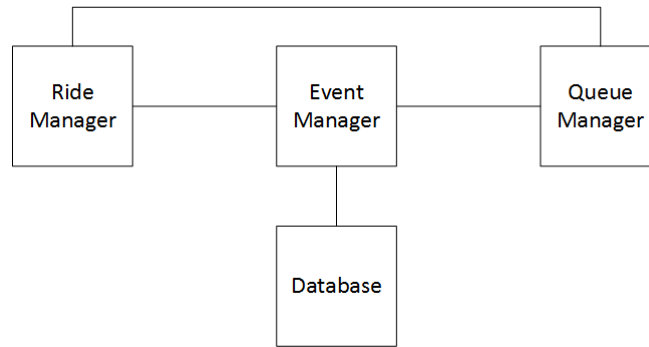 Ride
Manager
Event
Manager
Queue
Manager
Database